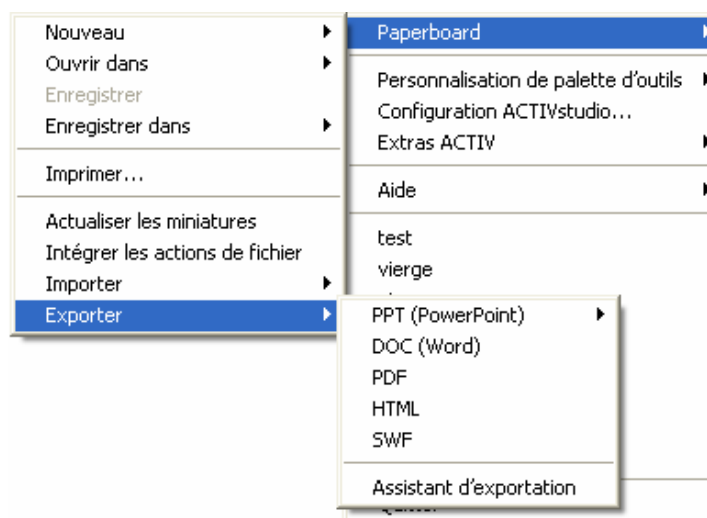 Nouveau
Ouvrir dans
Enregistrer
Enregistrer dans
Imprimer...
Actualiser les miniatures
Intégrer les actions de fichier
Importer
Exporter
Paperboard
Personnalisation de palette d'outils
Configuration ACTIVstudio...
Extras ACTIV
Aide
test
vierge
PPT (PowerPoint)
DOC (Word)
PDF
HTML
SWF
Assistant d'exportation